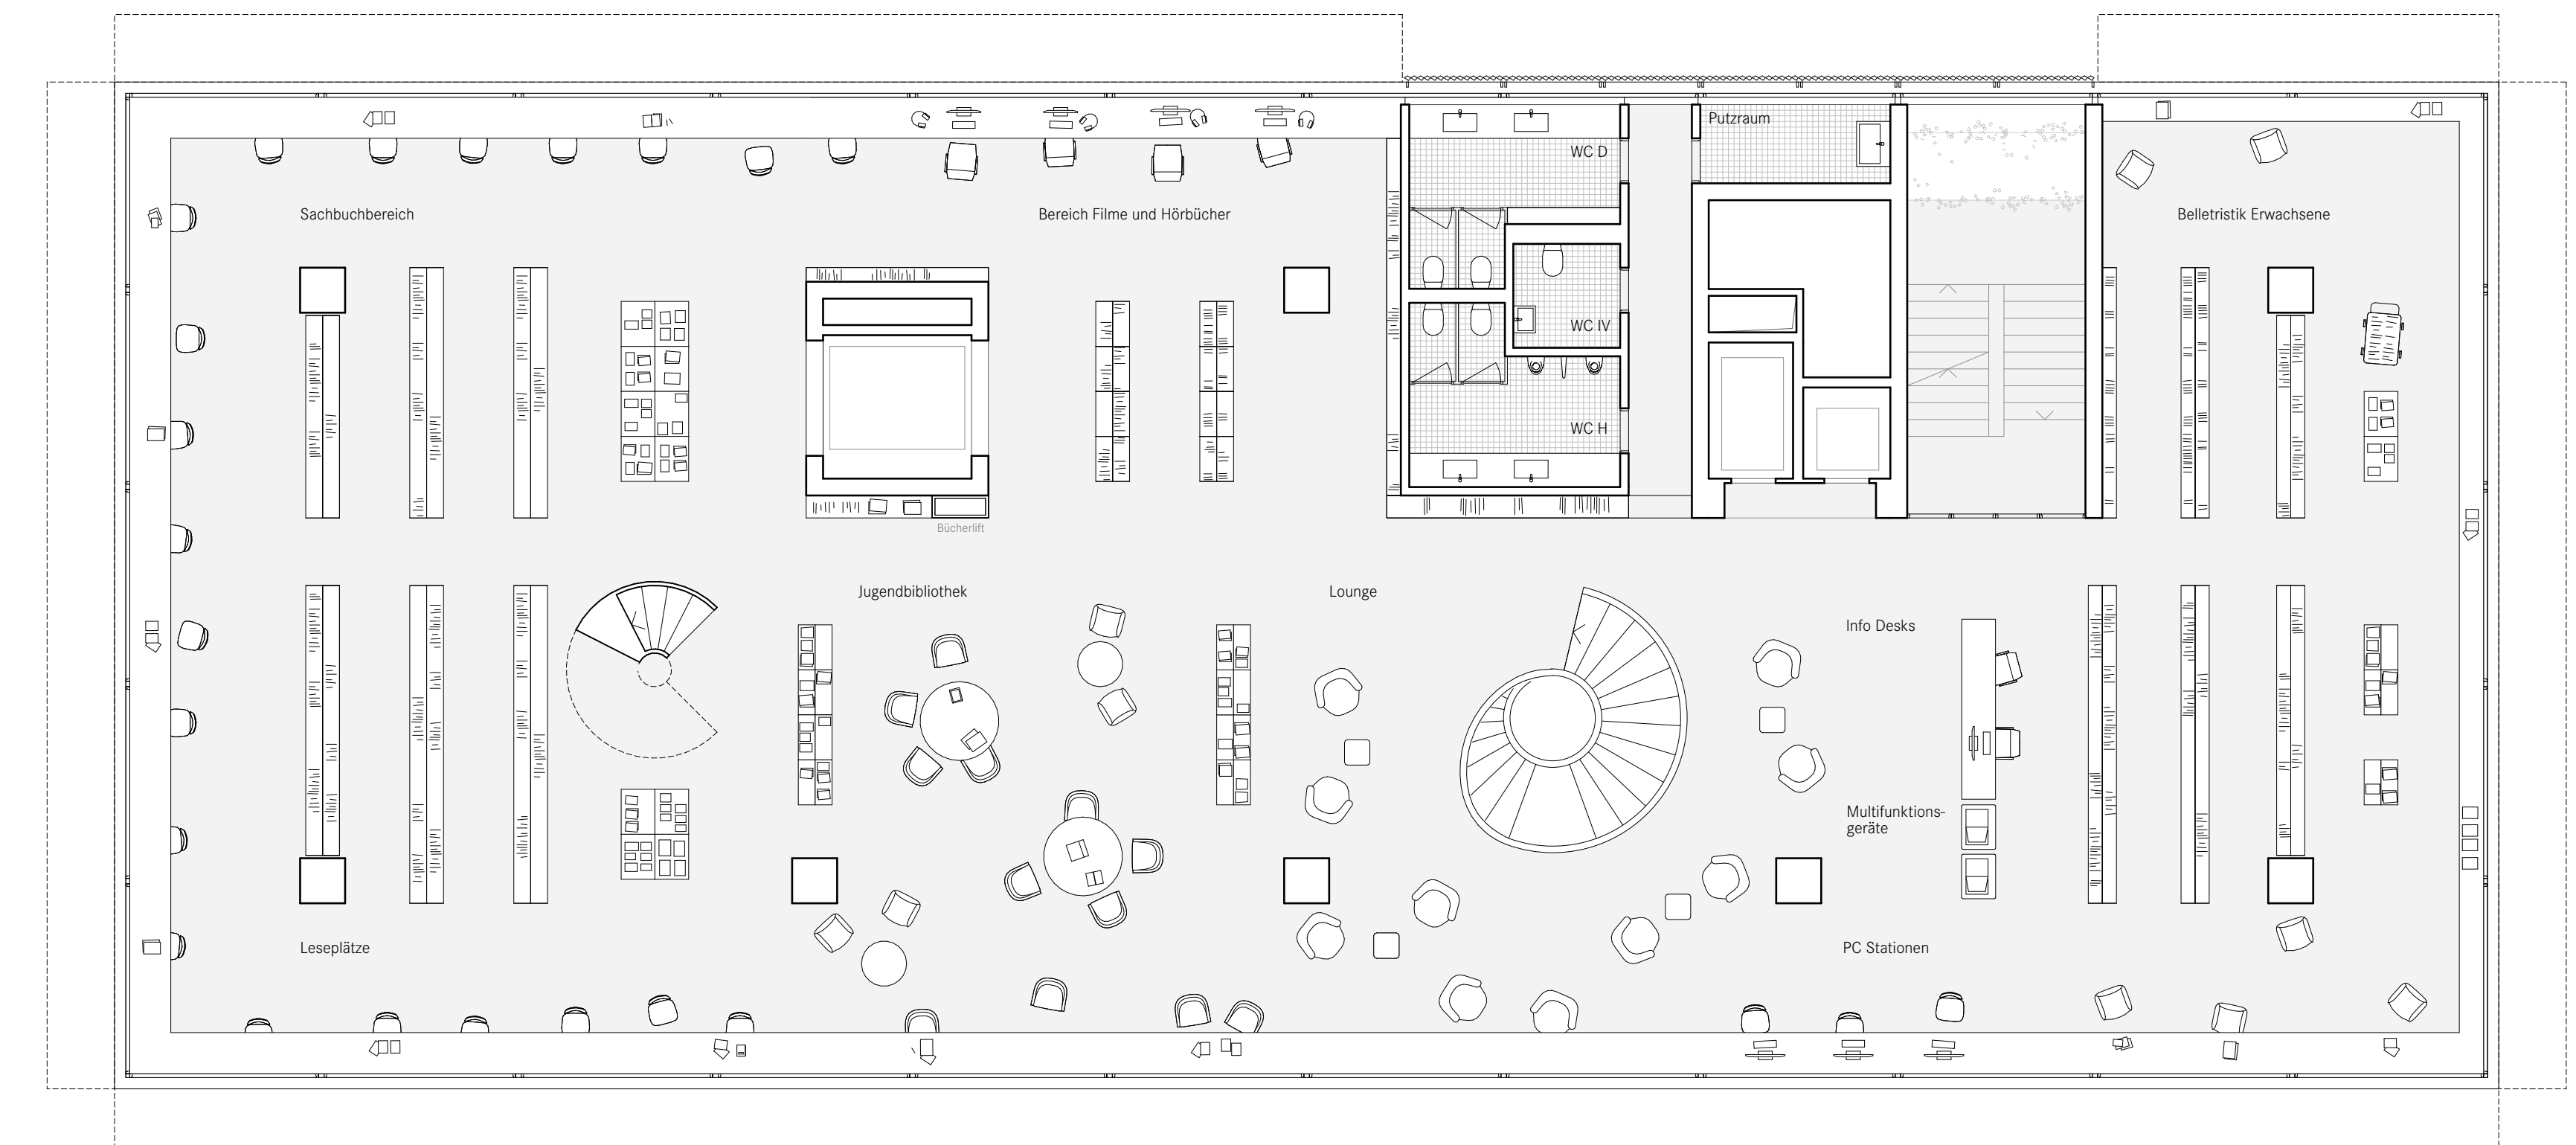 Putzraum
WC D
Sachbuchbereich
Bereich Filme und Hörbücher
Belletristik Erwachsene
WC IV
WC H
Bücherlift
Jugendbibliothek
Lounge
Info Desks
Multifunktions-
geräte
Leseplätze
PC Stationen